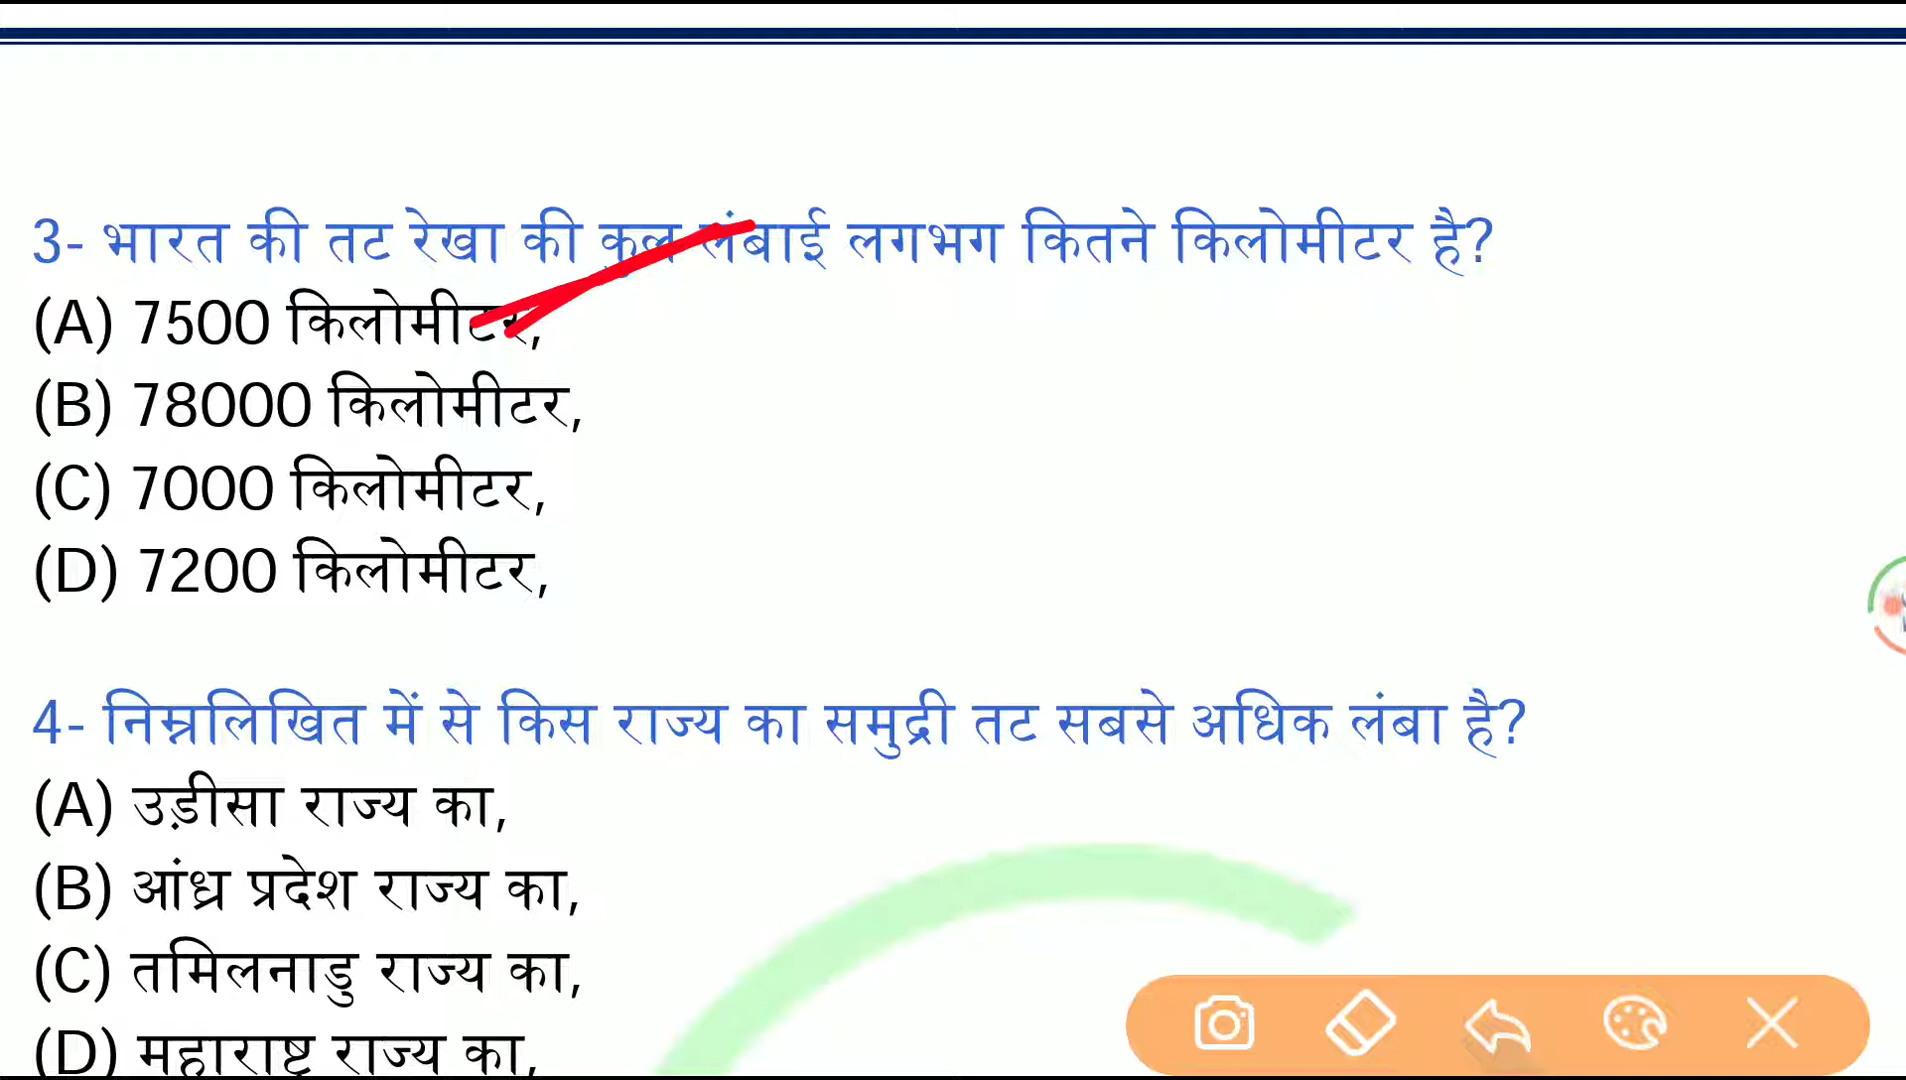 3- भारत की तट रेखा की कुल लंबाई लगभग कितने किलोमीटर है?
(A) 7500 किलोमीटर,
(B) 78000 किलोमीटर,
(C) 7000 किलोमीटर,
(D) 7200 किलोमीटर,
4- निम्नलिखित में से किस राज्य का समुद्री तट सबसे अधिक लंबा है?
(A) उड़ीसा राज्य का,
(B) आंध्र प्रदेश राज्य का,
(C) तमिलनाडु राज्य का,
(D) महाराष्ट्र राज्य का,